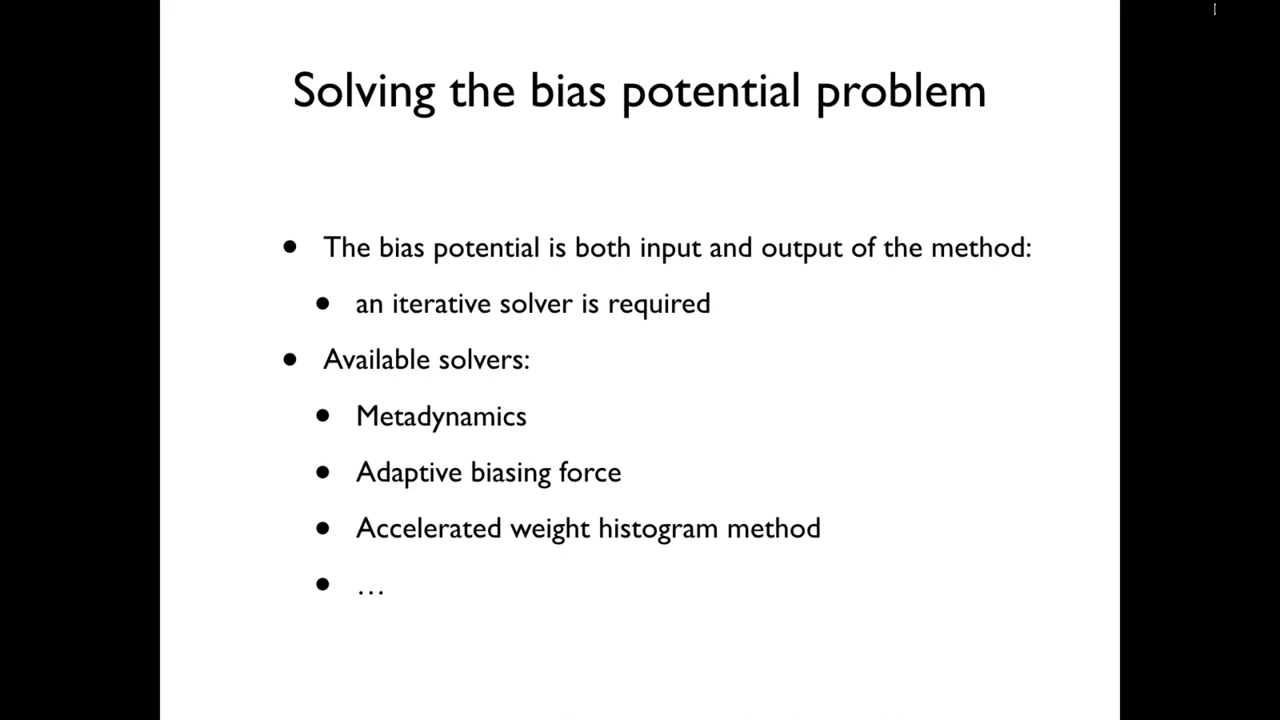 Solving the bias potential problem
• The bias potential is both input and output of the method:
• an iterative solver is required
• Available solvers:
• Metadynamics
• Adaptive biasing force
• Accelerated weight histogram method
• …